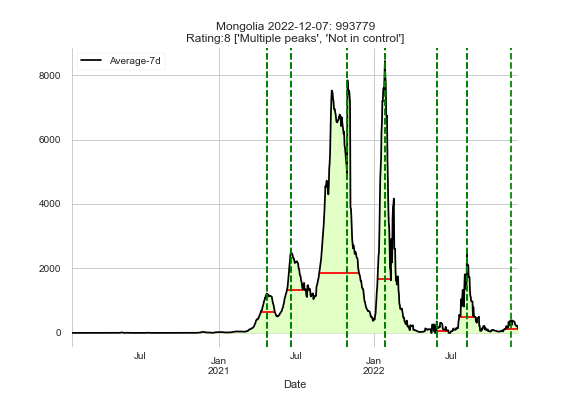 Mongolia 2022-12-07: 993779
Rating:8 ['Multiple peaks', 'Not in control']
Average-7d
8000
6000
4000
2000
0
Jul
Jan
2021
Jul
Jan
2022
Jul
Date